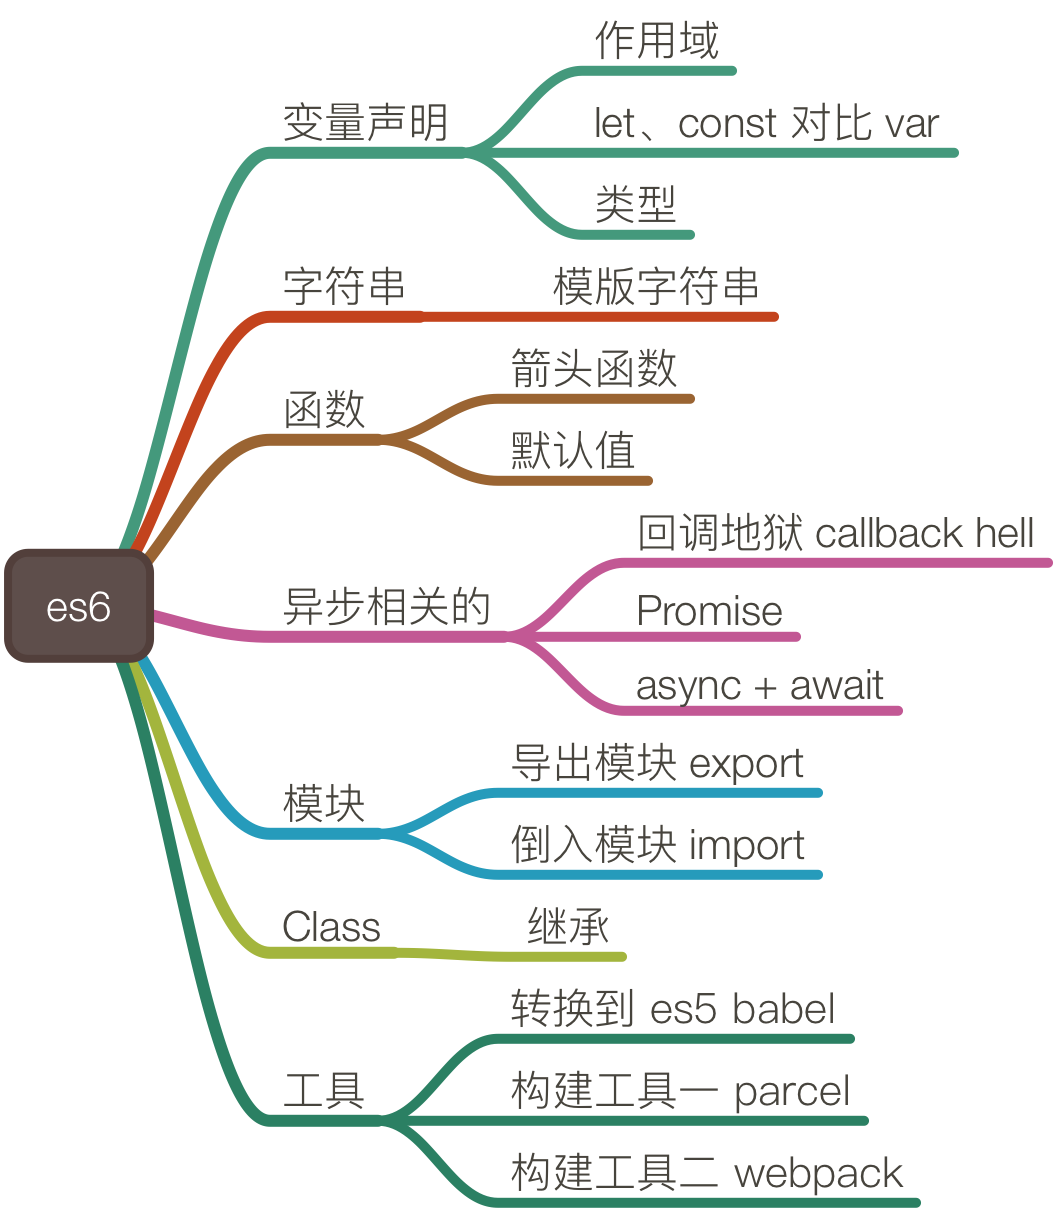 es6
变量声明
作用域
let、const 对比 var
类型
字符串
模版字符串
函数
箭头函数
默认值
异步相关的
回调地狱 callback hell
Promise
async + await
模块
导出模块 export
倒入模块 import
Class
继承
工具
转换到 es5 babel
构建工具一 parcel
构建工具二 webpack